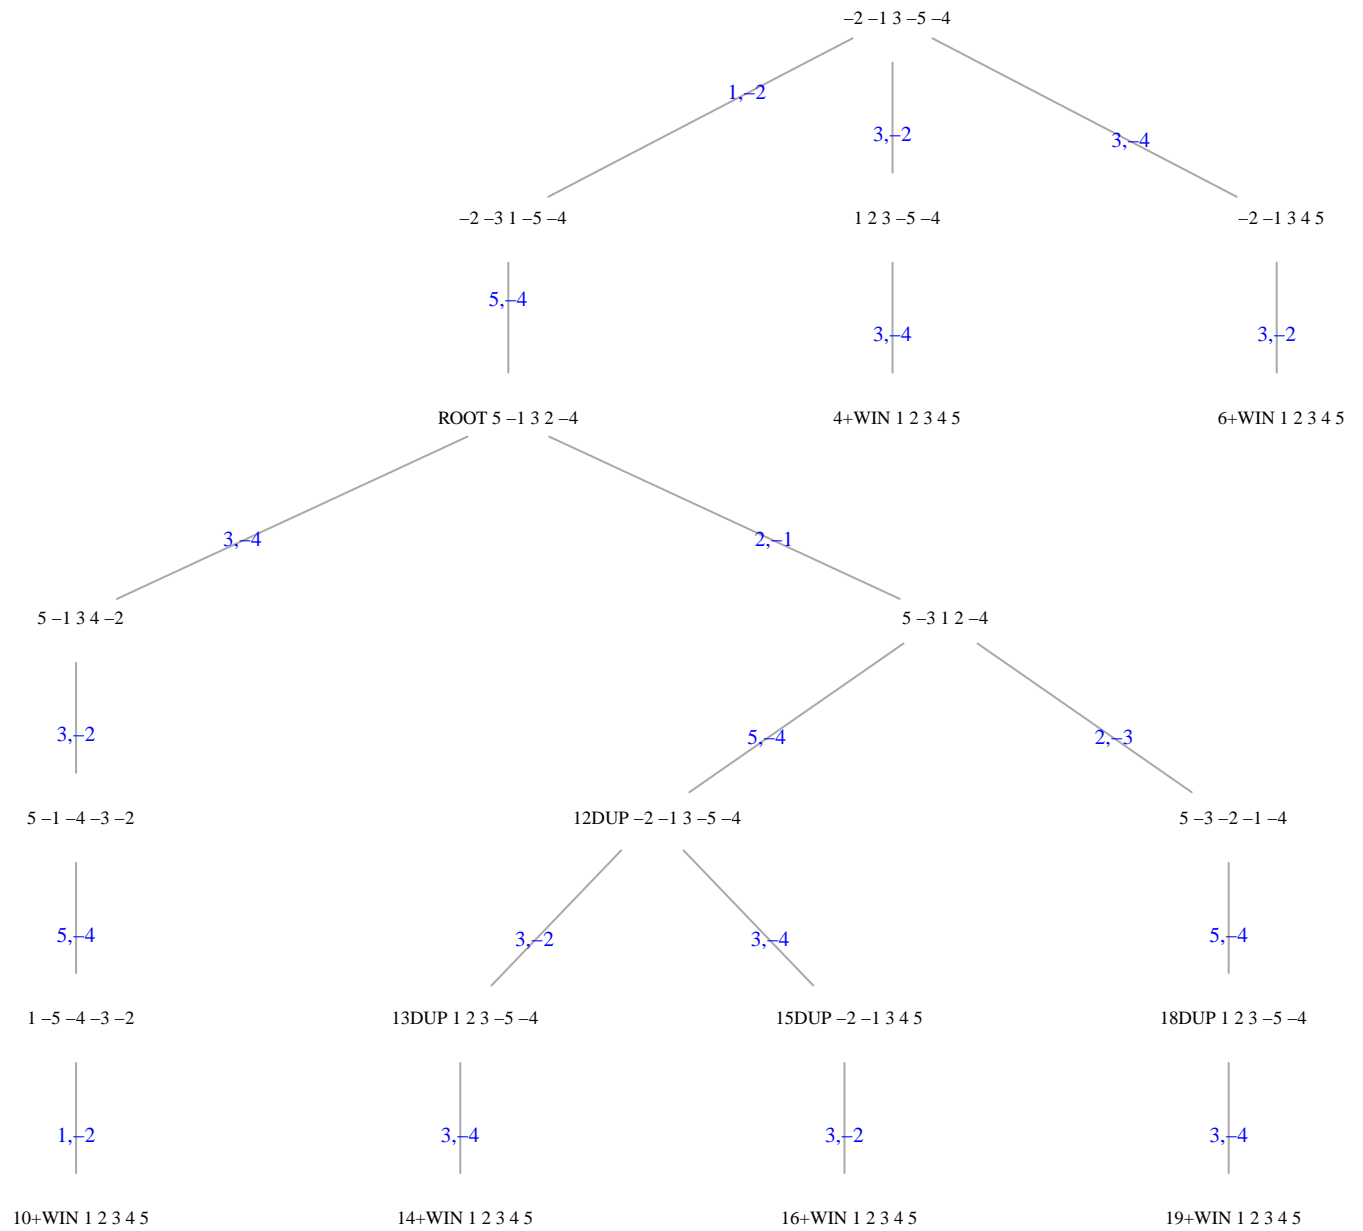 –2 –1 3 –5 –4
1,–2
3,–2
3,–4
–2 –3 1 –5 –4
1 2 3 –5 –4
–2 –1 3 4 5
5,–4
3,–4
3,–2
ROOT 5 –1 3 2 –4
4+WIN 1 2 3 4 5
6+WIN 1 2 3 4 5
3,–4
2,–1
5 –1 3 4 –2
5 –3 1 2 –4
3,–2
5,–4
2,–3
5 –1 –4 –3 –2
12DUP –2 –1 3 –5 –4
5 –3 –2 –1 –4
5,–4
3,–2
3,–4
5,–4
1 –5 –4 –3 –2
13DUP 1 2 3 –5 –4
15DUP –2 –1 3 4 5
18DUP 1 2 3 –5 –4
1,–2
3,–4
3,–2
3,–4
10+WIN 1 2 3 4 5
14+WIN 1 2 3 4 5
16+WIN 1 2 3 4 5
19+WIN 1 2 3 4 5